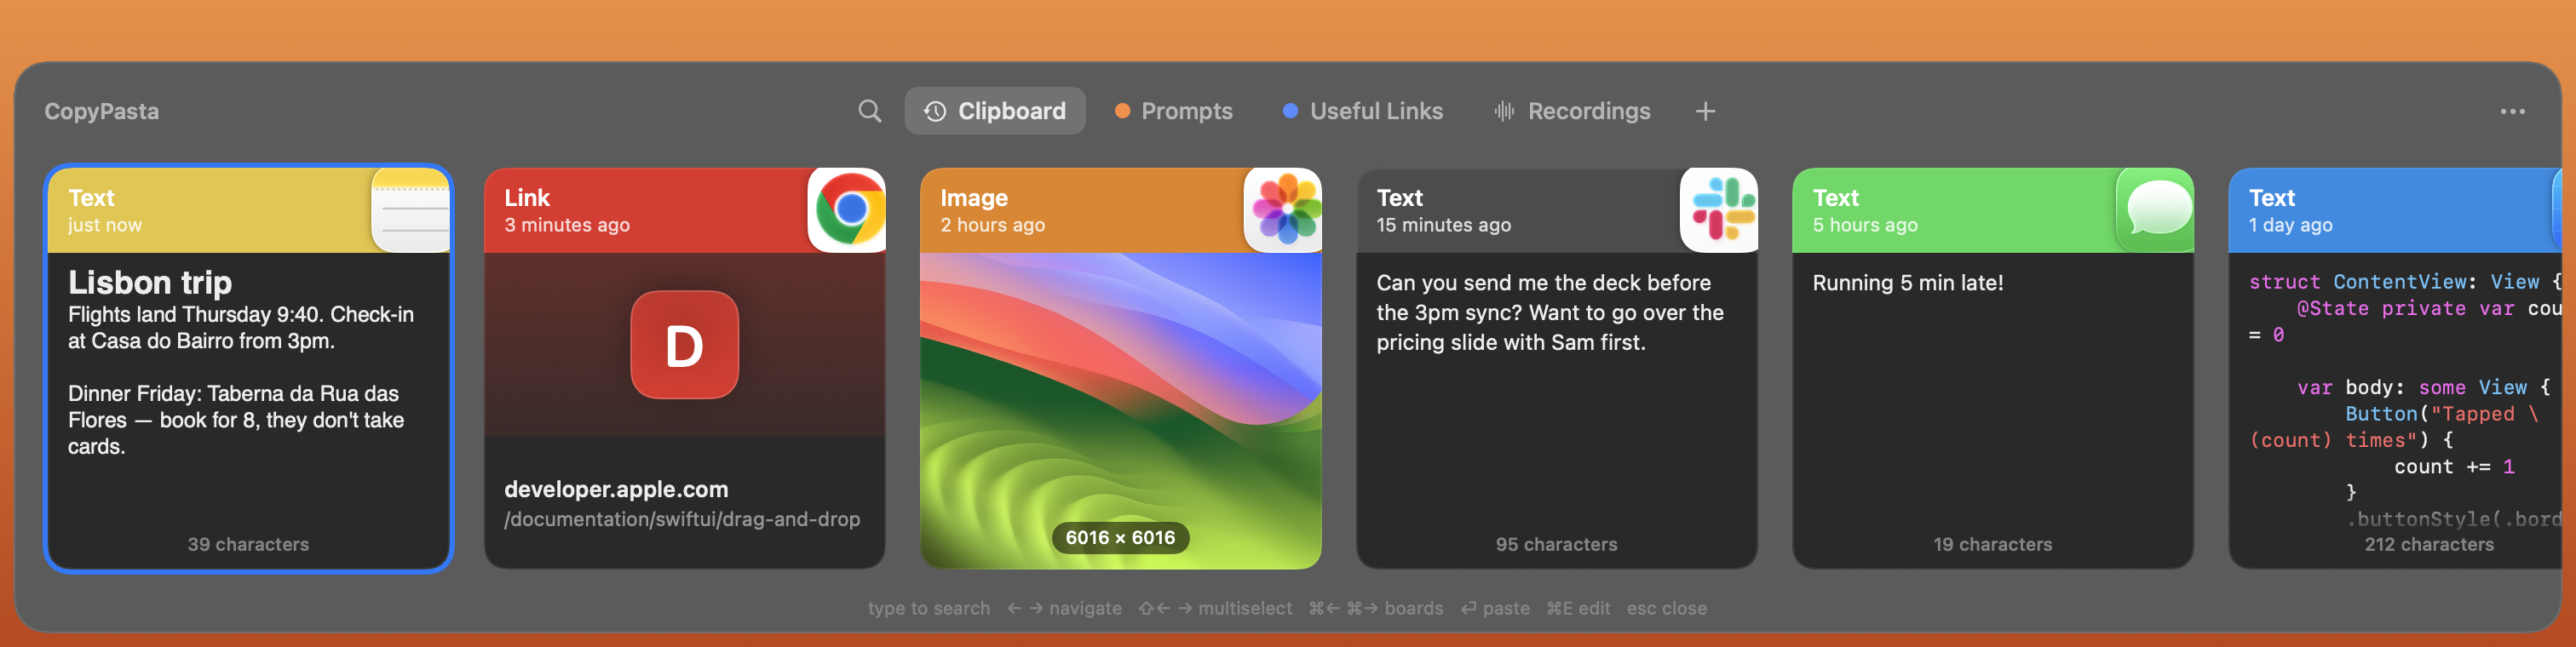 CopyPasta
Clipboard
Prompts
Useful Links
Recordings
Text
just now
Lisbon trip
Flights land Thursday 9:40. Check-in
at Casa do Bairro from 3pm.
Dinner Friday: Taberna da Rua das
Flores — book for 8, they don't take
cards.
39 characters
Link
3 minutes ago
D
developer.apple.com
/documentation/swiftui/drag-and-drop
Image
2 hours ago
6016 × 6016
Text
15 minutes ago
Can you send me the deck before
the 3pm sync? Want to go over the
pricing slide with Sam first.
95 characters
Text
5 hours ago
Running 5 min late!
19 characters
Text
1 day ago
struct ContentView: View {
@State private var cou
= 0
var body: some View {
Button("Tapped \
(count) times") {
count += 1
}
.buttonStyle(.bord
212 characters
type to search ← → navigate ⇧← → multiselect ⌘← ⌘→ boards ⏎ paste ⌘E edit esc close